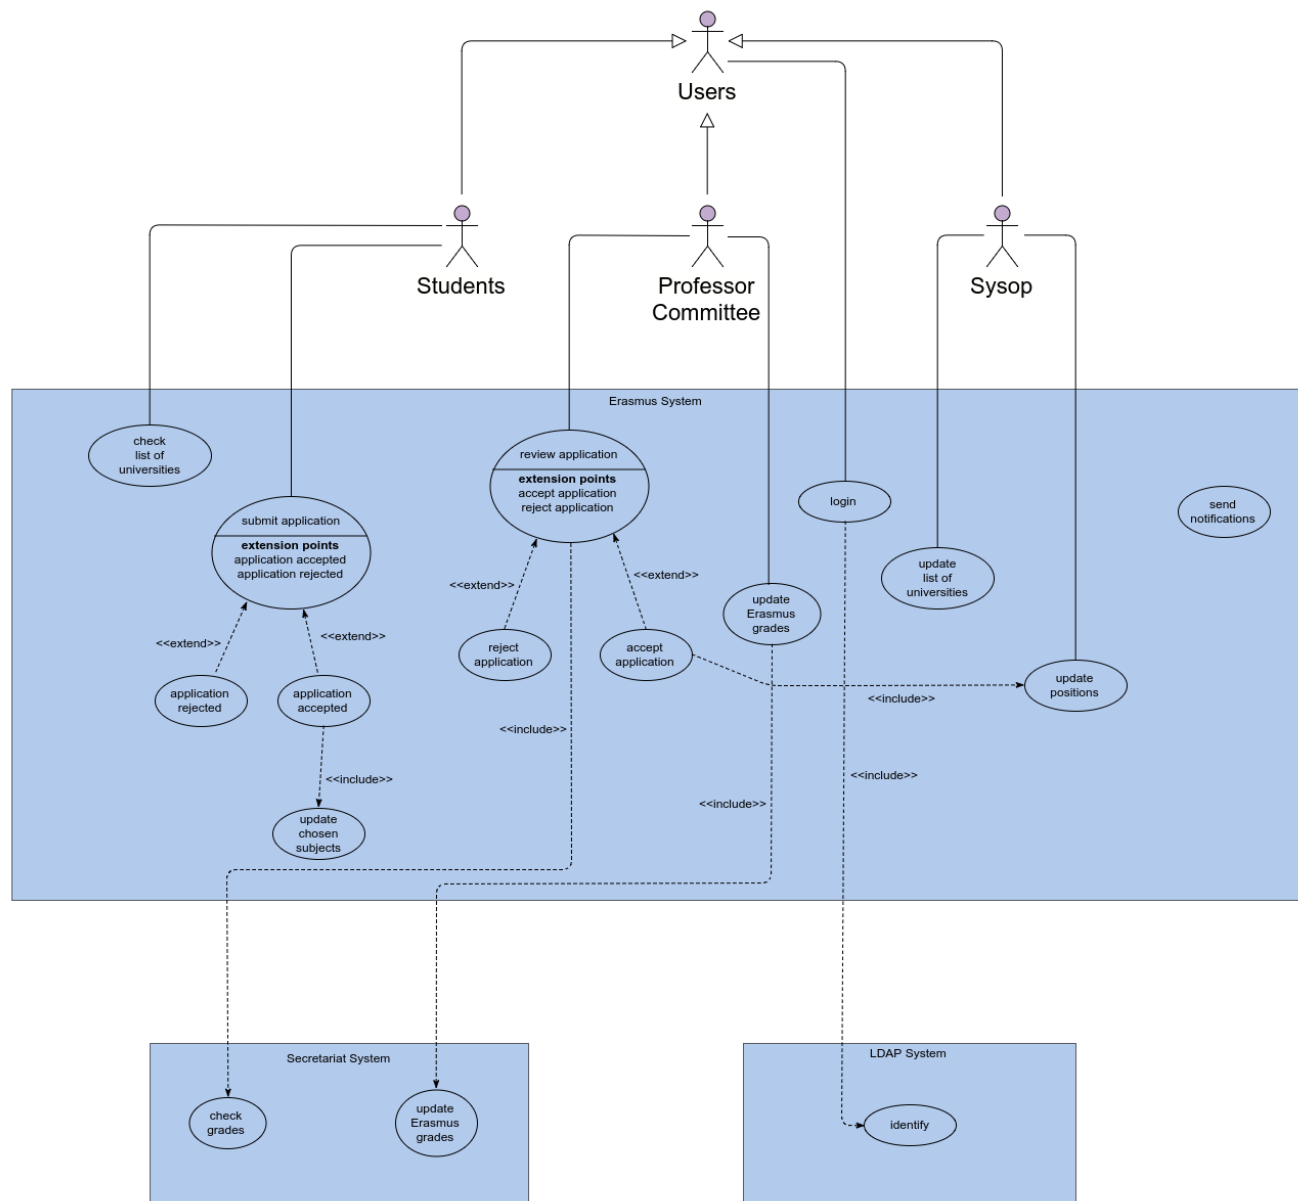 Users
Students
Professor
Committee
Sysop
Erasmus System
check
list of
universities
submit application
extension points
application accepted
application rejected
review application
extension points
accept application
reject application
login
send
notifications
update
list of
universities
<<extend>>
<<extend>>
<<extend>>
<<extend>>
update
Erasmus
grades
reject
application
accept
application
application
rejected
application
accepted
update
positions
<<include>>
<<include>>
<<include>>
<<include>>
<<include>>
update
chosen
subjects
Secretariat System
check
grades
update
Erasmus
grades
LDAP System
identify